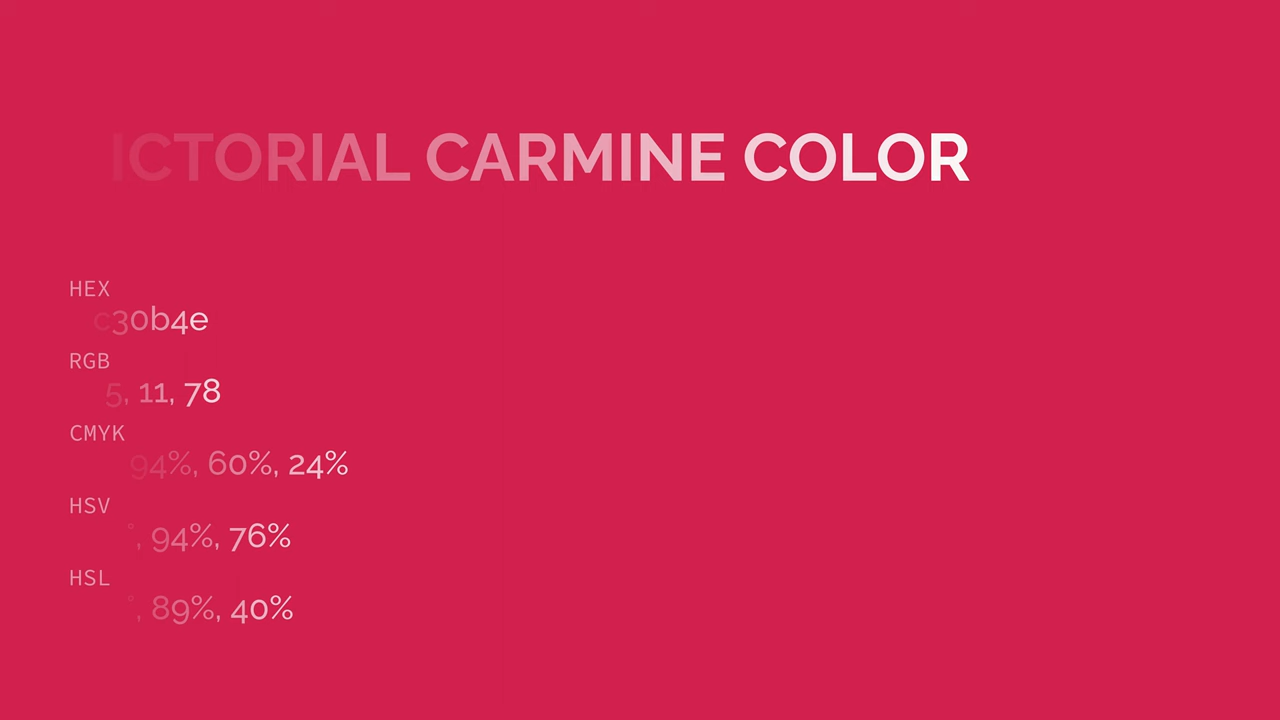 ICTORIAL CARMINE COLOR
HEX
c30b4e
RGB
5, 11, 78
CMYK
94%, 60%, 24%
HSV
°, 94%, 76%
HSL
°, 89%, 40%